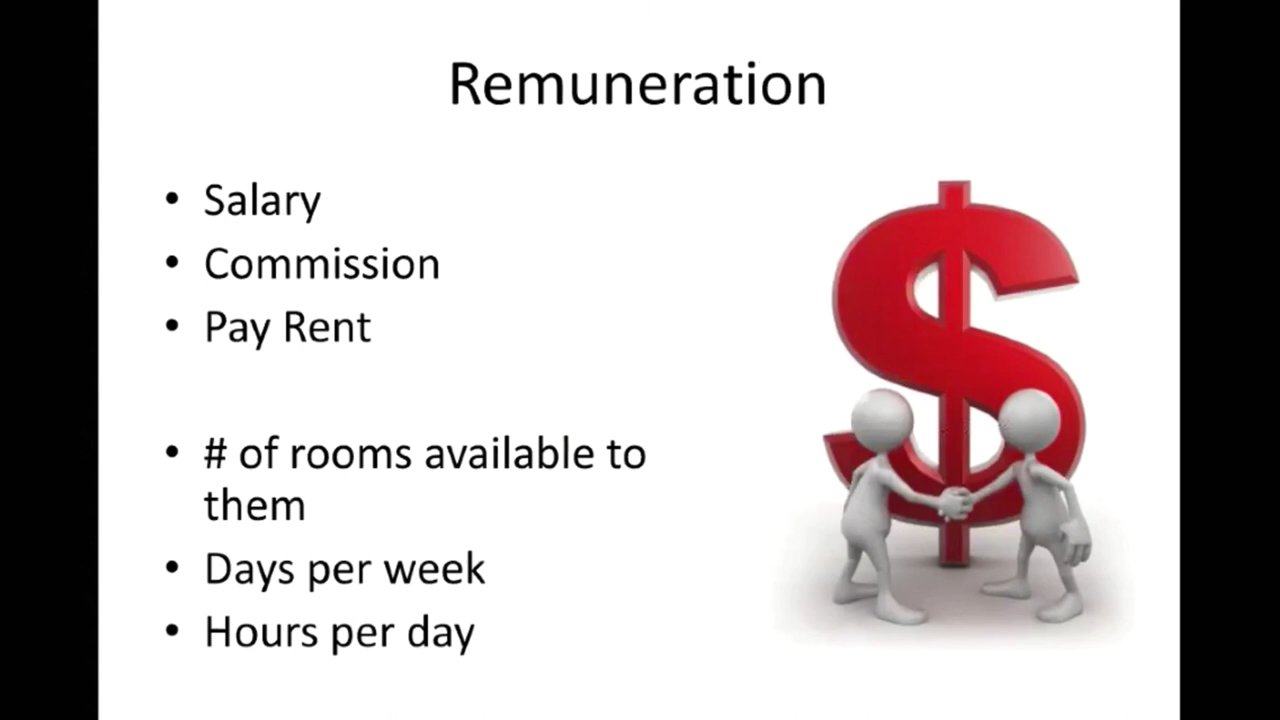 Remuneration
• Salary
• Commission
• Pay Rent
• # of rooms available to
them
• Days per week
• Hours per day